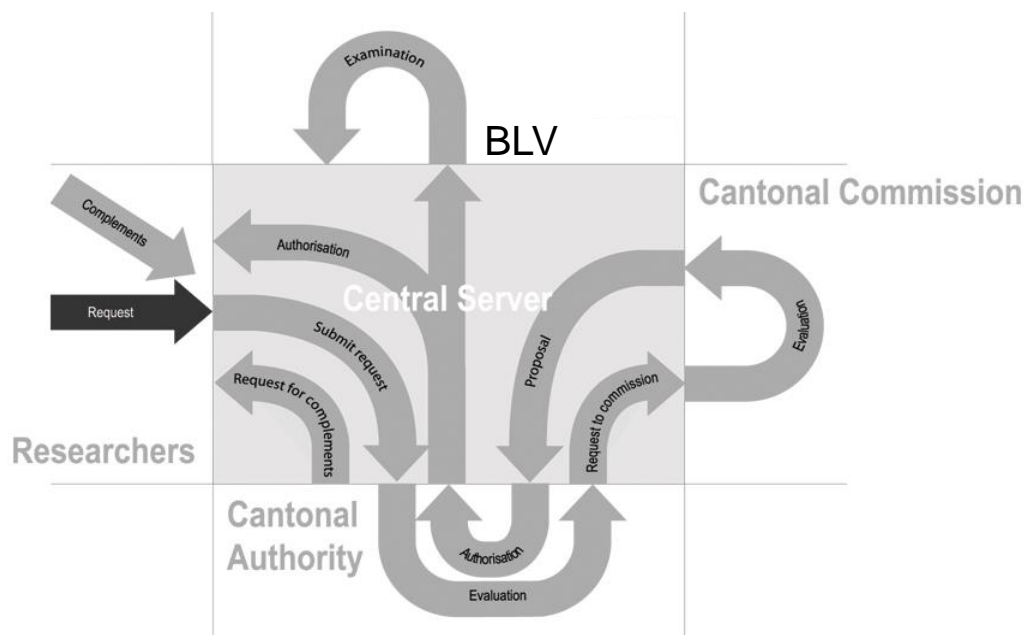 Examination
BLV
Cantonal Commission
Complements
Authorisation
Central Server
Request
Submit request
Proposal
Evaluation
Request for complements
Request to commission
Researchers
Cantonal
Authority
Authorisation
Evaluation